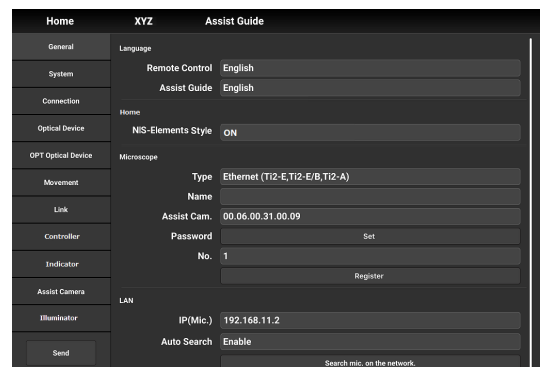 Home XYZ Assist Guide
General
System
Connection
Optical Device
OPT Optical Device
Movement
Link
Controller
Indicator
Assist Camera
Illuminator
Send
Language
Remote Control English
Assist Guide English
Home
NIS-Elements Style ON
Microscope
Type Ethernet (Ti2-E,Ti2-E/B,Ti2-A)
Name
Assist Cam. 00.06.00.31.00.09
Password Set
No. 1
Register
LAN
IP(Mic.) 192.168.11.2
Auto Search Enable
Search mic. on the network.